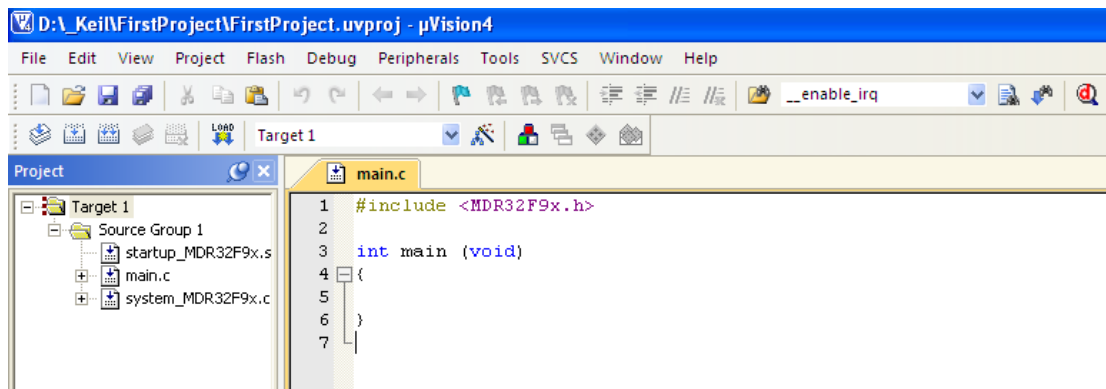 D:\_Keil\FirstProject\FirstProject.uvproj - µVision4
File Edit View Project Flash Debug Peripherals Tools SVCS Window Help
__enable_irq
LOAD Target 1
Project
main.c
Target 1
Source Group 1
startup_MDR32F9x.s
main.c
system_MDR32F9x.c
1 #include <MDR32F9x.h>
2
3 int main (void)
4 {
5
6 }
7